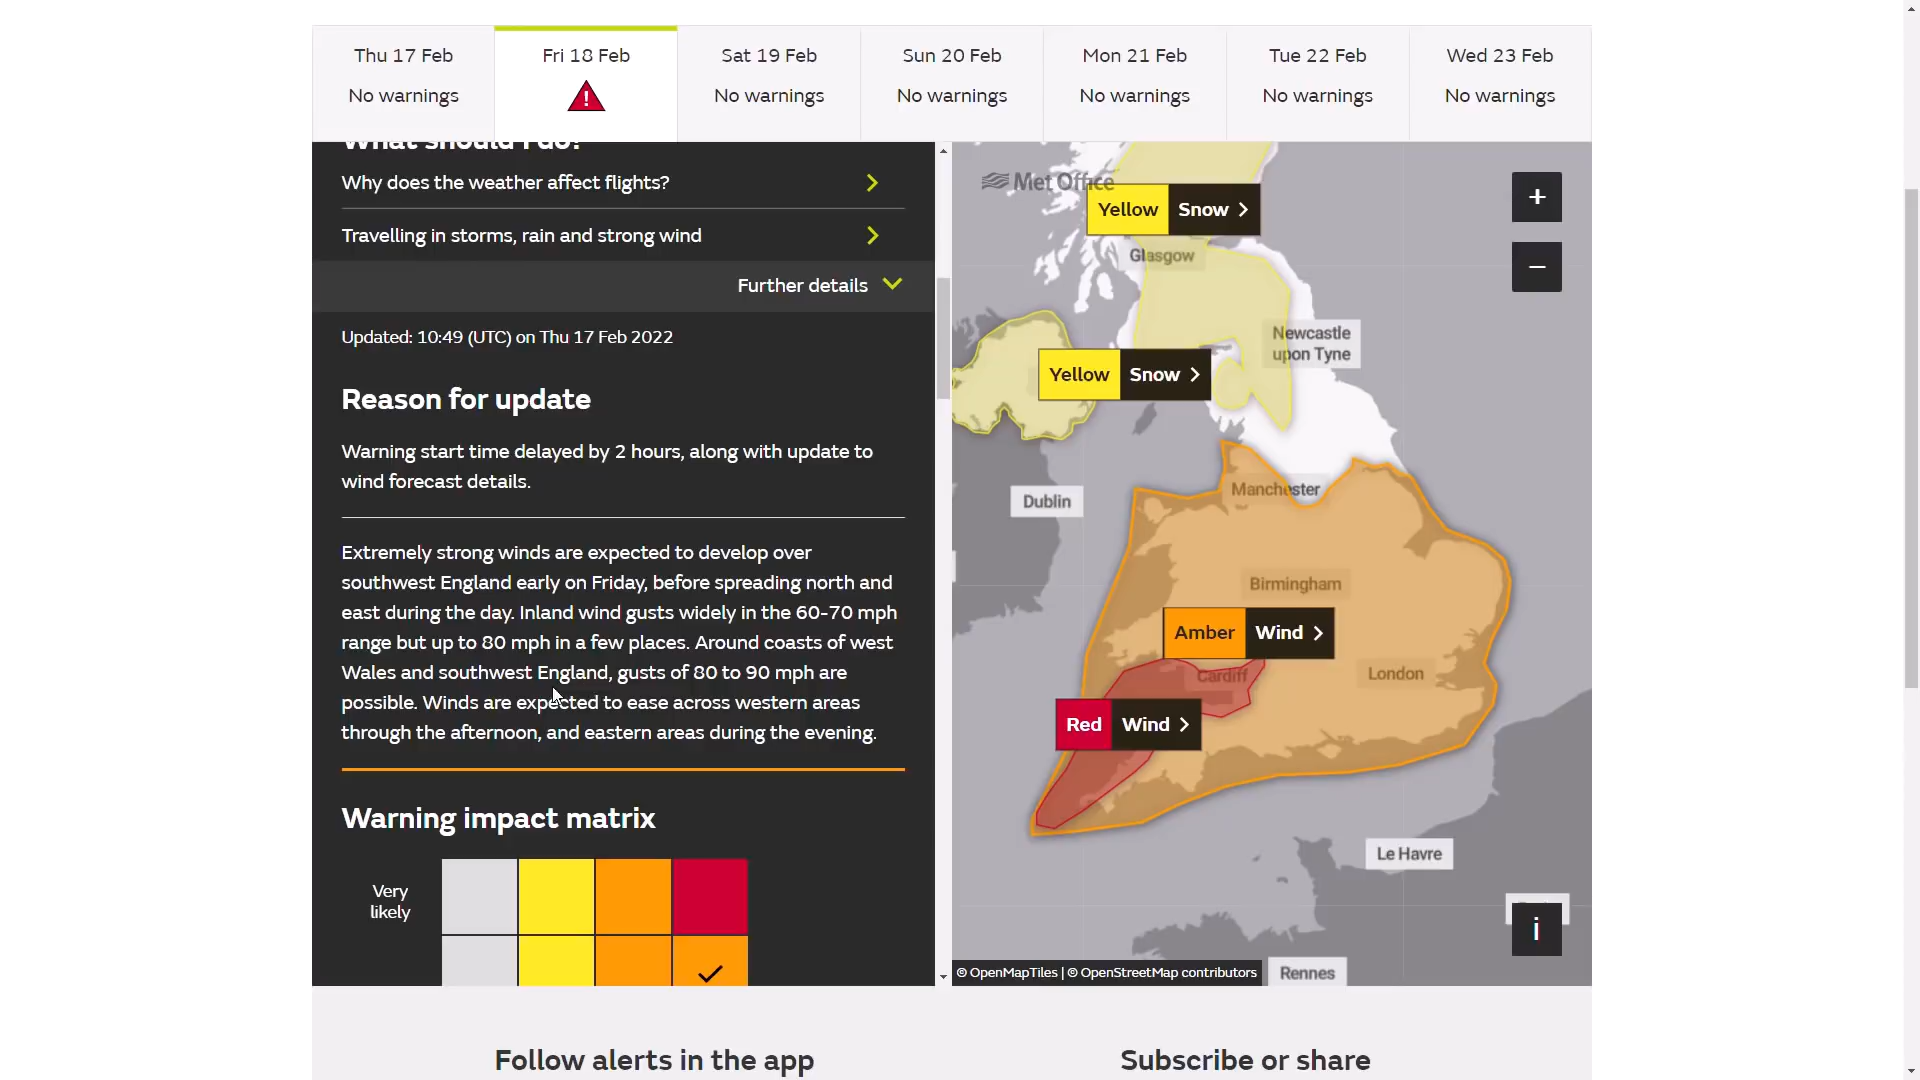 Thu 17 Feb
No warnings
Fri 18 Feb
!
Sat 19 Feb
No warnings
Sun 20 Feb
No warnings
Mon 21 Feb
No warnings
Tue 22 Feb
No warnings
Wed 23 Feb
No warnings
What should I do?
Why does the weather affect flights?
Travelling in storms, rain and strong wind
Further details
Updated: 10:49 (UTC) on Thu 17 Feb 2022
Reason for update
Warning start time delayed by 2 hours, along with update to
wind forecast details.
Extremely strong winds are expected to develop over
southwest England early on Friday, before spreading north and
east during the day. Inland wind gusts widely in the 60-70 mph
range but up to 80 mph in a few places. Around coasts of west
Wales and southwest England, gusts of 80 to 90 mph are
possible. Winds are expected to ease across western areas
through the afternoon, and eastern areas during the evening.
Warning impact matrix
Very
likely
Met Office
Yellow Snow
Glasgow
Newcastle
upon Tyne
Yellow Snow
Dublin
Manchester
Birmingham
Amber Wind
Cardiff
London
Red Wind
Le Havre
Rennes
+
−
i
© OpenMapTiles | © OpenStreetMap contributors
Follow alerts in the app
Subscribe or share